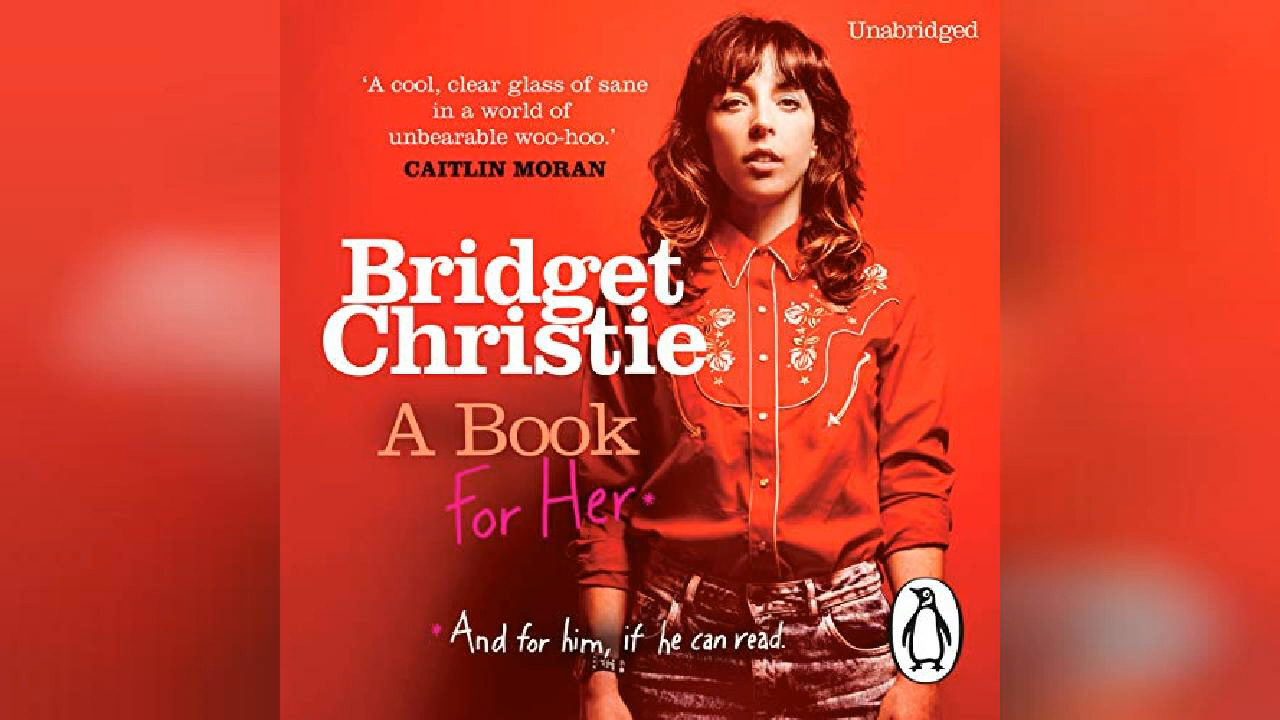 Unabridged
‘A cool, clear glass of sane
in a world of
unbearable woo-hoo.’
CAITLIN MORAN
Bridget
Christie
A Book
For Her*
*And for him, if he can read.